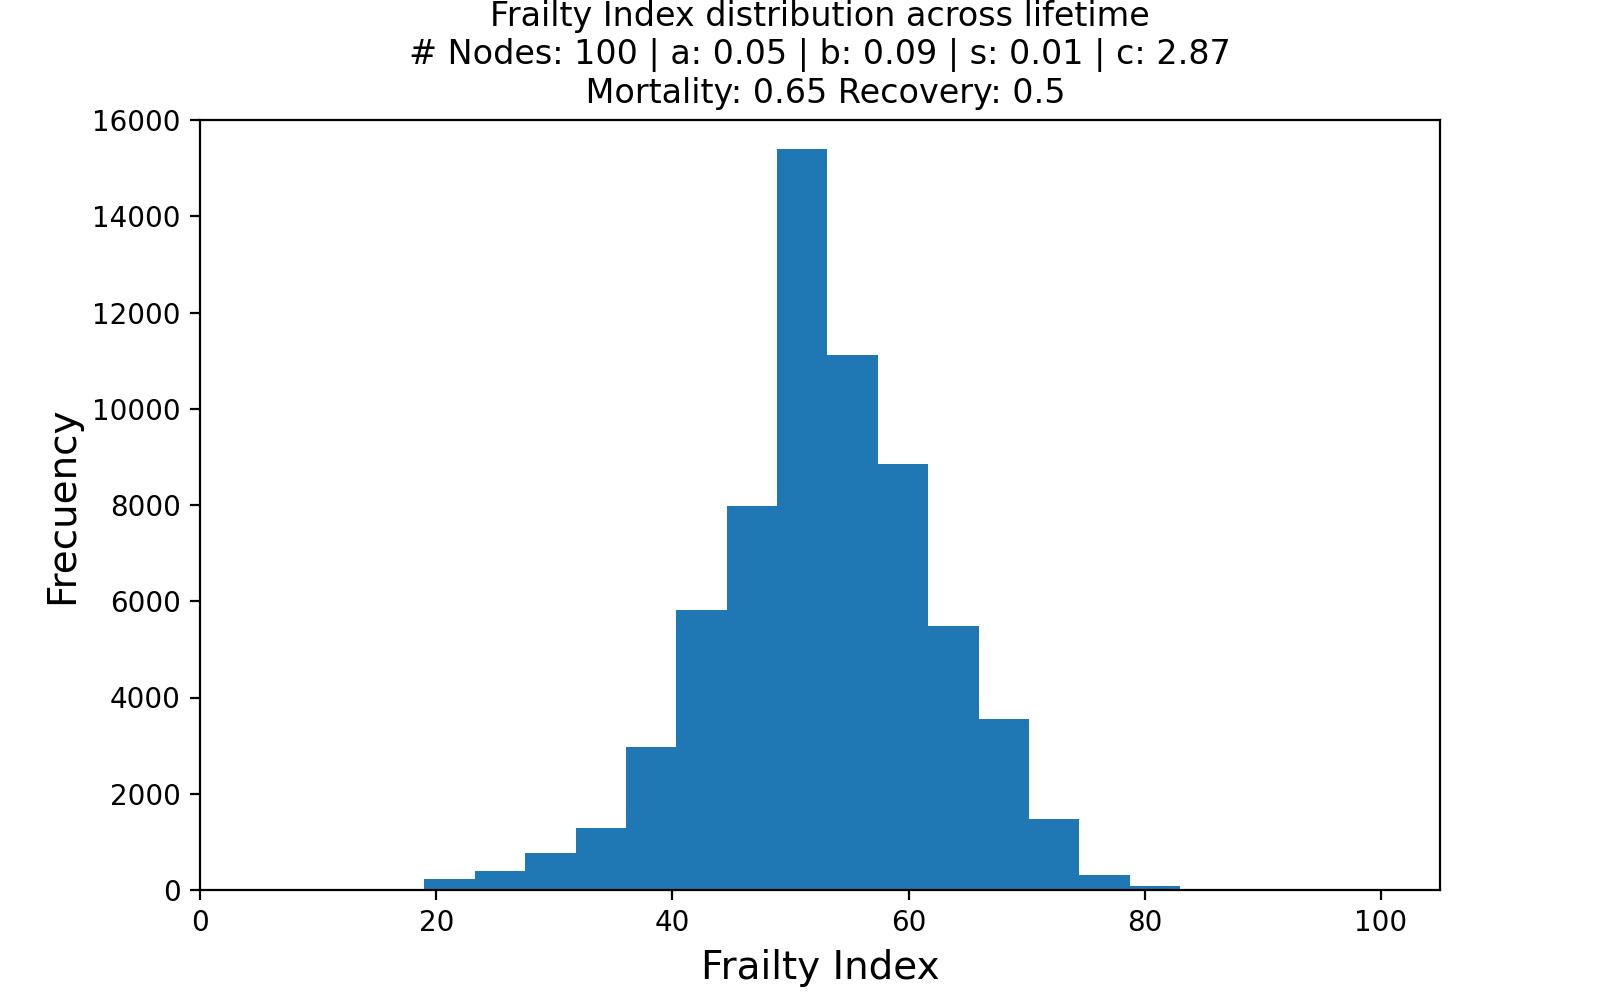 Frailty Index distribution across lifetime
# Nodes: 100 | a: 0.05 | b: 0.09 | s: 0.01 | c: 2.87
Mortality: 0.65 Recovery: 0.5
16000
14000
12000
10000
8000
6000
4000
2000
0
Frecuency
0 20 40 60 80 100
Frailty Index